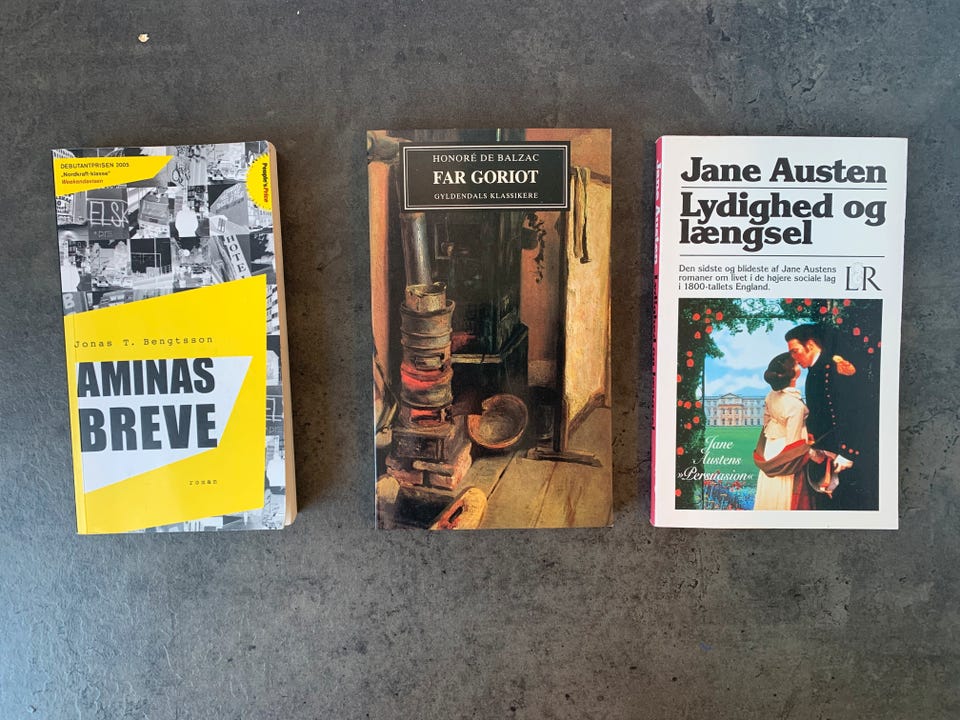 DEBUTANTPRISEN 2005
„Nordkraft-klasse"
Weekendavisen
People'sPress
ELSK
HOTEL
Jonas T. Bengtsson
AMINAS
BREVE
roman
HONORÉ DE BALZAC
FAR GORIOT
GYLDENDALS KLASSIKERE
Jane Austen
Lydighed og
længsel
Den sidste og blideste af Jane Austens
romaner om livet i de højere sociale lag
i 1800-tallets England.
LR
Jane
Austens
»Persuasion«